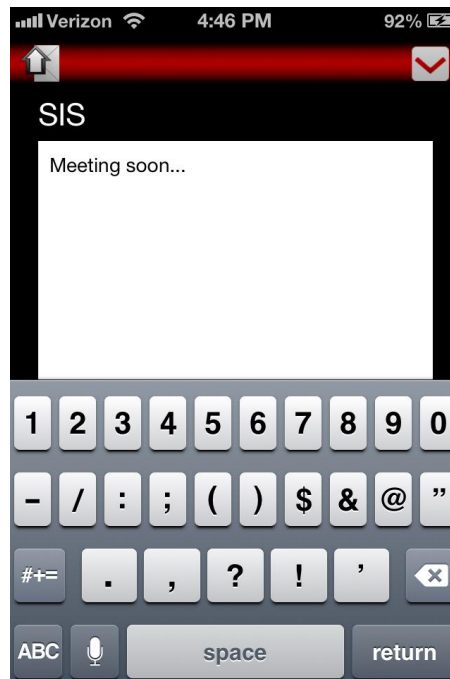 Verizon 4:46 PM 92%
SIS
Meeting soon...
1 2 3 4 5 6 7 8 9 0
- / : ; ( ) $ & @ ”
#+= . , ? ! ’
ABC space return